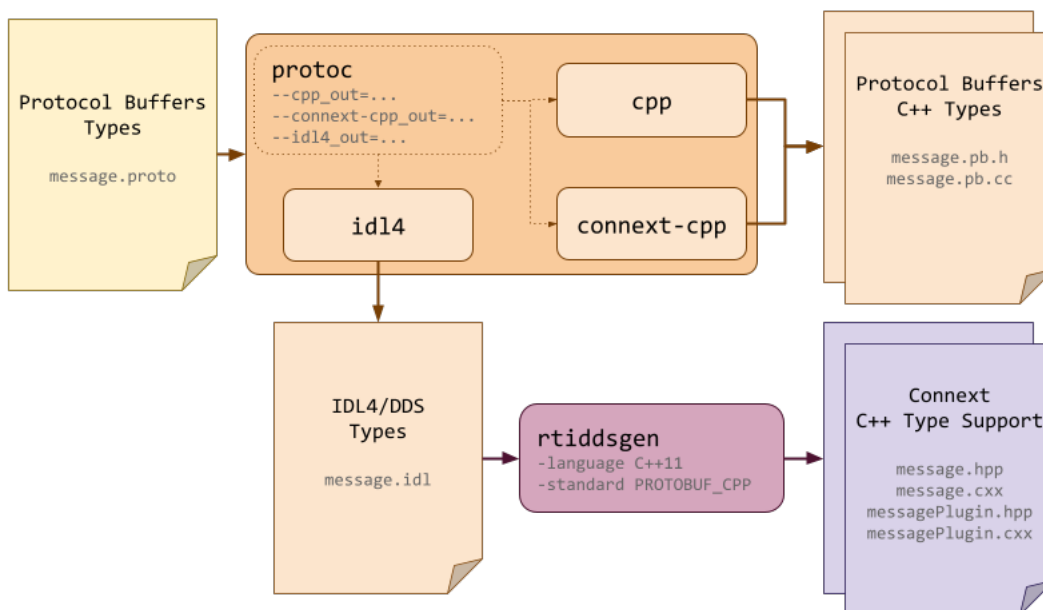 Protocol Buffers
Types
message.proto
protoc
--cpp_out=...
--connext-cpp_out=...
--idl4_out=...
cpp
idl4
connext-cpp
Protocol Buffers
C++ Types
message.pb.h
message.pb.cc
IDL4/DDS
Types
message.idl
rtiddsgen
-language C++11
-standard PROTOBUF_CPP
Connext
C++ Type Support
message.hpp
message.cxx
messagePlugin.hpp
messagePlugin.cxx